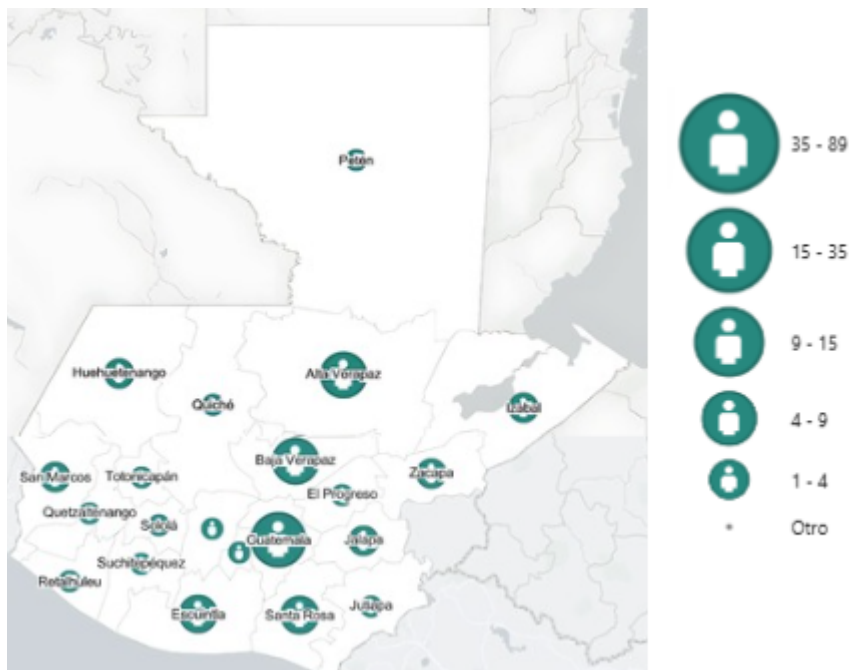 Petén
Huehuetenango
Alta Verapaz
Quiché
Izabal
Baja Verapaz
San Marcos
Totonicapán
Zacapa
El Progreso
Quetzaltenango
Sololá
Guatemala
Jalapa
Suchitepéquez
Retalhuleu
Escuintla
Santa Rosa
Jutiapa
35 - 89
15 - 35
9 - 15
4 - 9
1 - 4
Otro